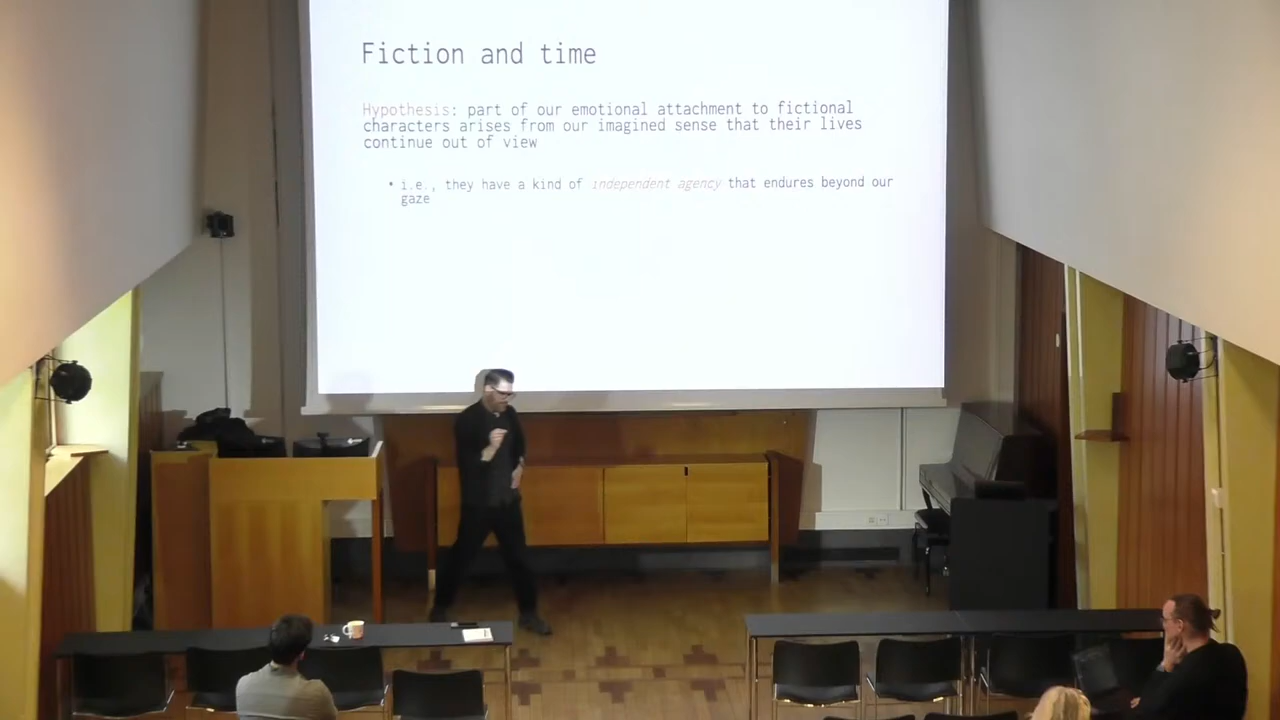 Fiction and time
Hypothesis: part of our emotional attachment to fictional
characters arises from our imagined sense that their lives
continue out of view
• i.e., they have a kind of independent agency that endures beyond our
gaze